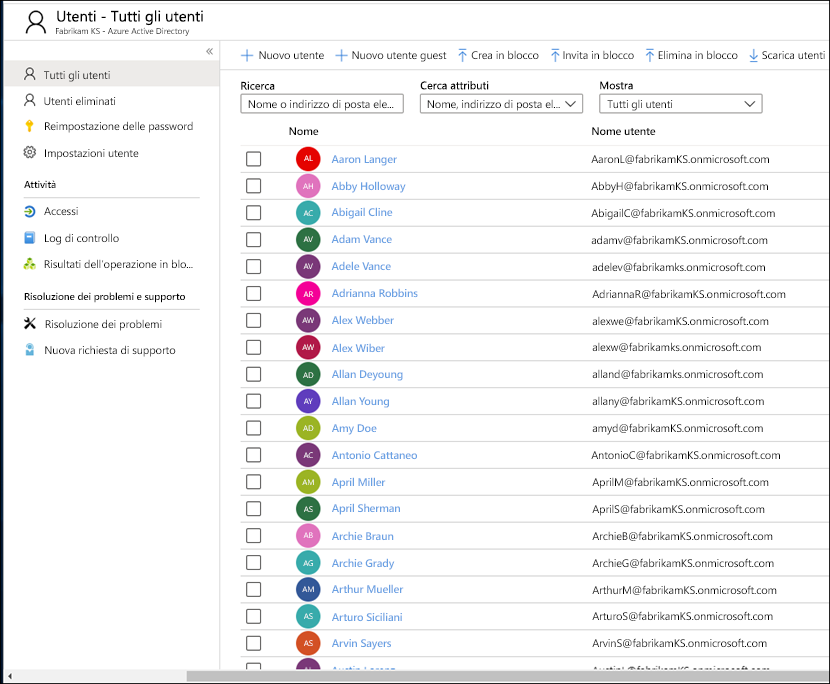 Utenti - Tutti gli utenti
Fabrikam KS - Azure Active Directory
«
Tutti gli utenti
Utenti eliminati
Reimpostazione delle password
Impostazioni utente
Attività
Accessi
Log di controllo
Risultati dell'operazione in blo...
Risoluzione dei problemi e supporto
Risoluzione dei problemi
Nuova richiesta di supporto
Nuovo utente Nuovo utente guest Crea in blocco Invita in blocco Elimina in blocco Scarica utenti
Ricerca Cerca attributi Mostra
Nome o indirizzo di posta ele... Nome, indirizzo di posta el... Tutti gli utenti
Nome Nome utente
AL Aaron Langer AaronL@fabrikamKS.onmicrosoft.com
AH Abby Holloway AbbyH@fabrikamKS.onmicrosoft.com
AC Abigail Cline AbigailC@fabrikamKS.onmicrosoft.com
AV Adam Vance adamv@fabrikamKS.onmicrosoft.com
AV Adele Vance adelev@fabrikamks.onmicrosoft.com
AR Adrianna Robbins AdriannaR@fabrikamKS.onmicrosoft.com
AW Alex Webber alexwe@fabrikamKS.onmicrosoft.com
AW Alex Wiber alexw@fabrikamks.onmicrosoft.com
AD Allan Deyoung alland@fabrikamKS.onmicrosoft.com
AY Allan Young allany@fabrikamKS.onmicrosoft.com
AD Amy Doe amyd@fabrikamKS.onmicrosoft.com
AC Antonio Cattaneo AntonioC@fabrikamKS.onmicrosoft.com
AM April Miller AprilM@fabrikamKS.onmicrosoft.com
AS April Sherman AprilS@fabrikamKS.onmicrosoft.com
AB Archie Braun ArchieB@fabrikamKS.onmicrosoft.com
AG Archie Grady ArchieG@fabrikamKS.onmicrosoft.com
AM Arthur Mueller ArthurM@fabrikamKS.onmicrosoft.com
AS Arturo Siciliani ArturoS@fabrikamKS.onmicrosoft.com
AS Arvin Sayers ArvinS@fabrikamKS.onmicrosoft.com